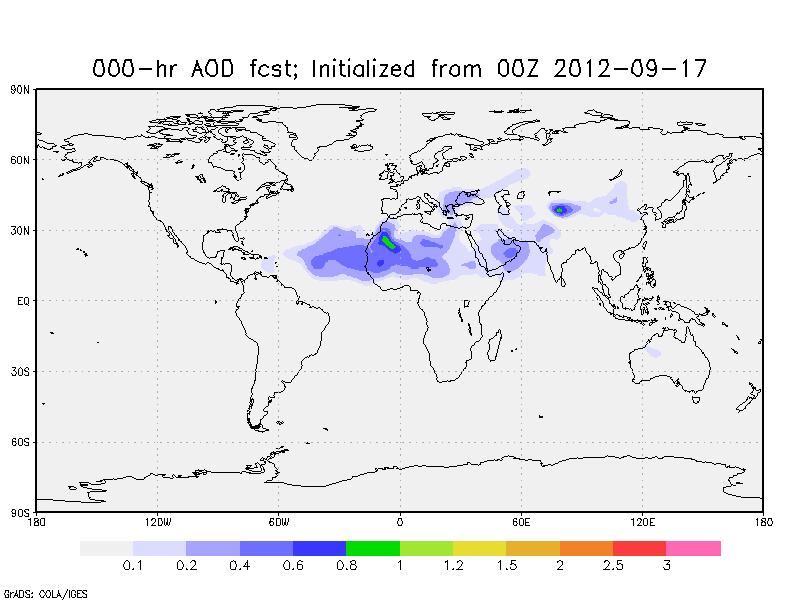 000-hr AOD fcst; Initialized from 00Z 2012-09-17
90N
60N
30N
EQ
30S
60S
90S
180 120W 60W 0 60E 120E 180
0.1 0.2 0.4 0.6 0.8 1 1.2 1.5 2 2.5 3
GrADS: COLA/IGES